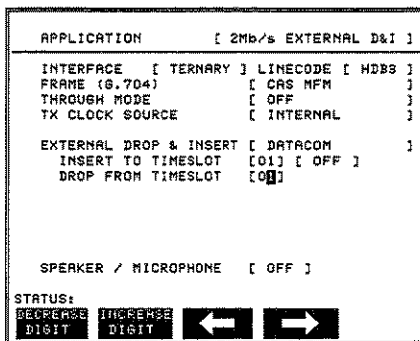 APPLICATION [ 2Mb/s EXTERNAL D&I ]
INTERFACE [ TERNARY ] LINECODE [ HDB3 ]
FRAME (G.704) [ CAS MFM ]
THROUGH MODE [ OFF ]
TX CLOCK SOURCE [ INTERNAL ]
EXTERNAL DROP & INSERT [ DATACOM ]
INSERT TO TIMESLOT [01] [ OFF ]
DROP FROM TIMESLOT [01]
SPEAKER / MICROPHONE [ OFF ]
STATUS:
DECREASE DIGIT INCREASE DIGIT